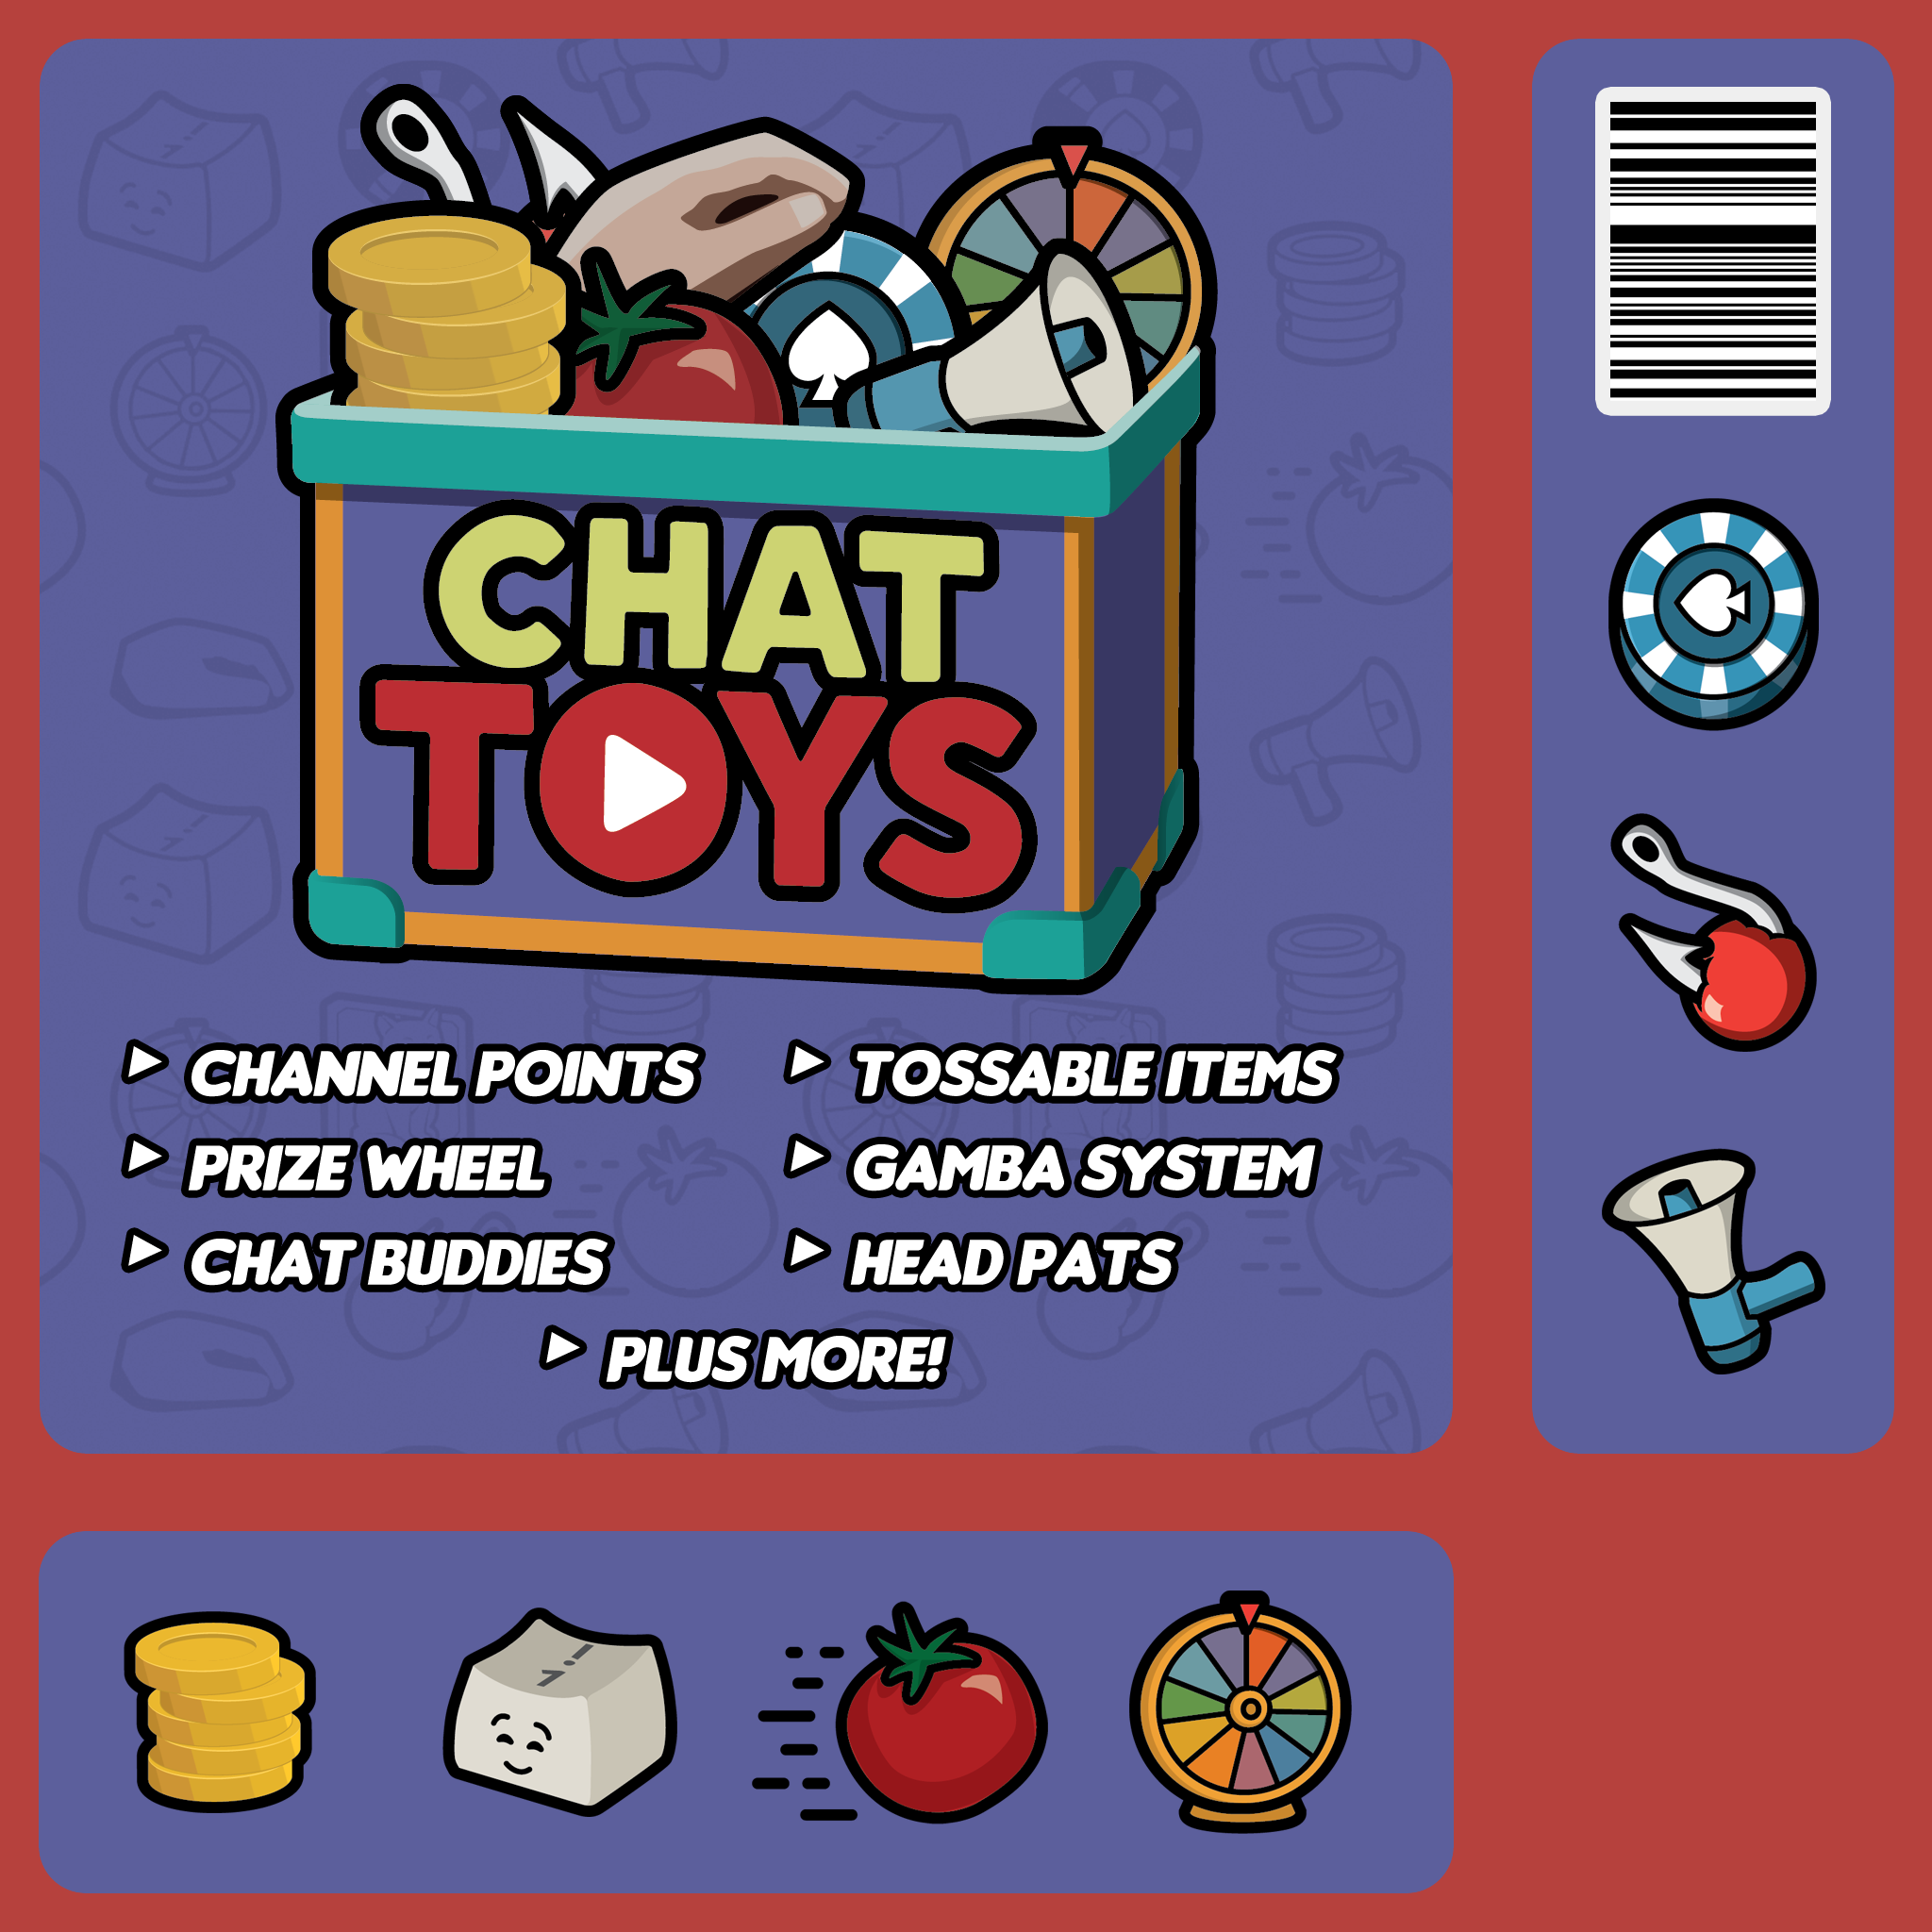 CHAT
TOYS
CHANNEL POINTS
TOSSABLE ITEMS
PRIZE WHEEL
GAMBA SYSTEM
CHAT BUDDIES
HEAD PATS
PLUS MORE!